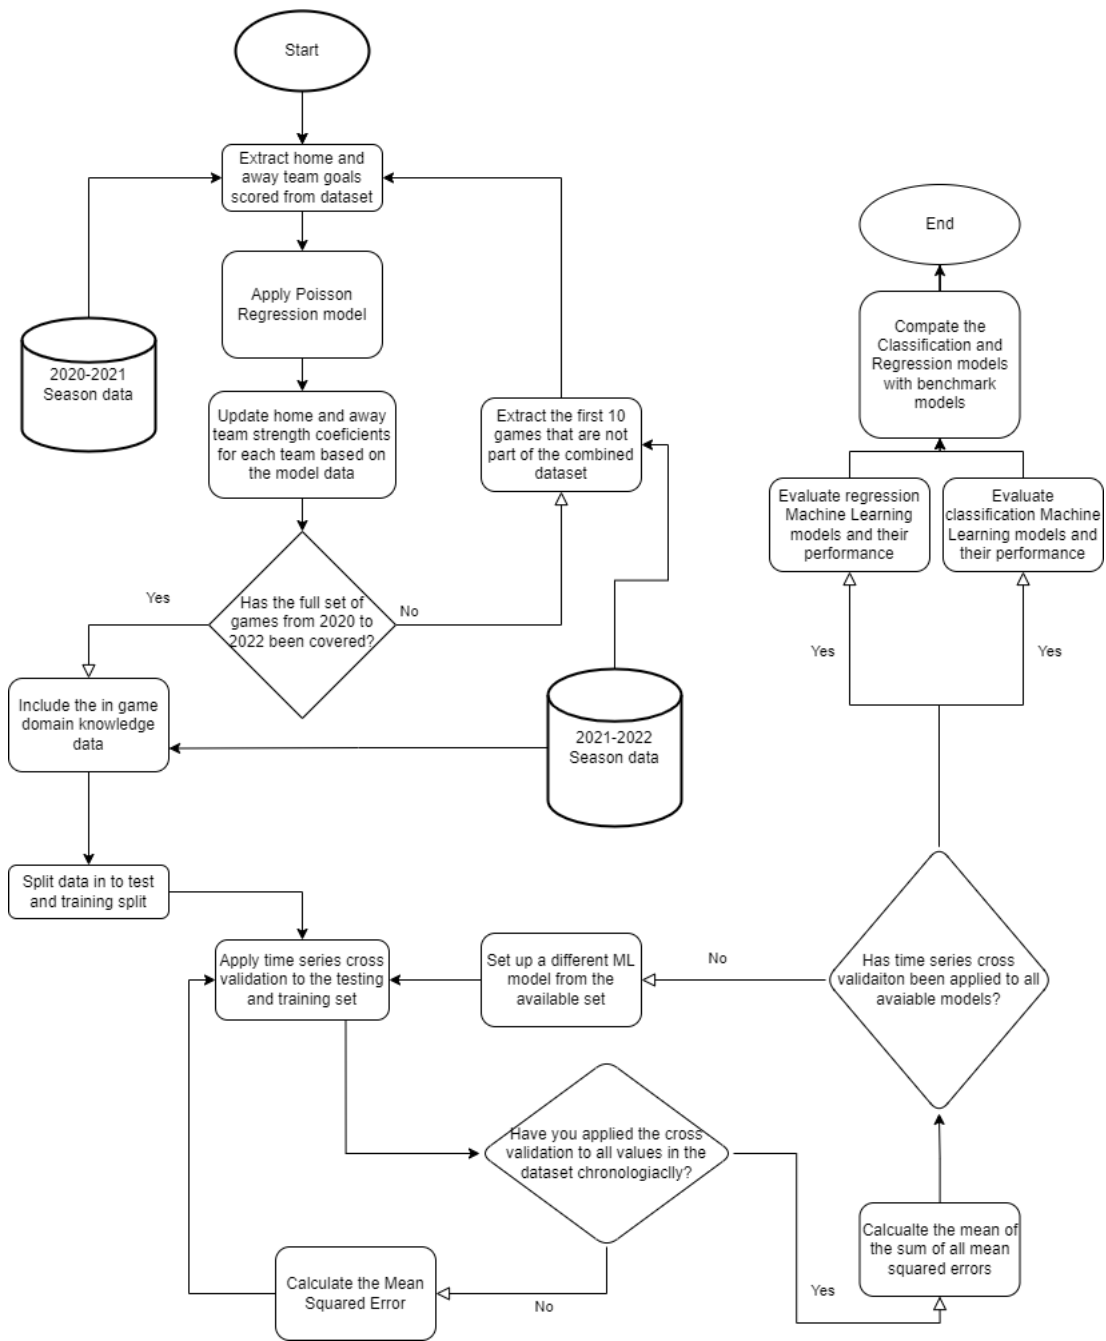 Start
Extract home and
away team goals
scored from dataset
Apply Poisson
Regression model
2020-2021
Season data
Update home and away
team strength coeficients
for each team based on
the model data
Extract the first 10
games that are not
part of the combined
dataset
Yes
Has the full set of
games from 2020 to
2022 been covered?
No
Include the in game
domain knowledge
data
2021-2022
Season data
Split data in to test
and training split
Apply time series cross
validation to the testing
and training set
Set up a different ML
model from the
available set
No
Has time series cross
validaiton been applied to all
avaiable models?
Have you applied the cross
validation to all values in the
dataset chronologiaclly?
Calculate the Mean
Squared Error
No
Yes
Calcualte the mean of
the sum of all mean
squared errors
Yes
Yes
Evaluate regression
Machine Learning
models and their
performance
Evaluate
classification Machine
Learning models and
their performance
Compate the
Classification and
Regression models
with benchmark
models
End